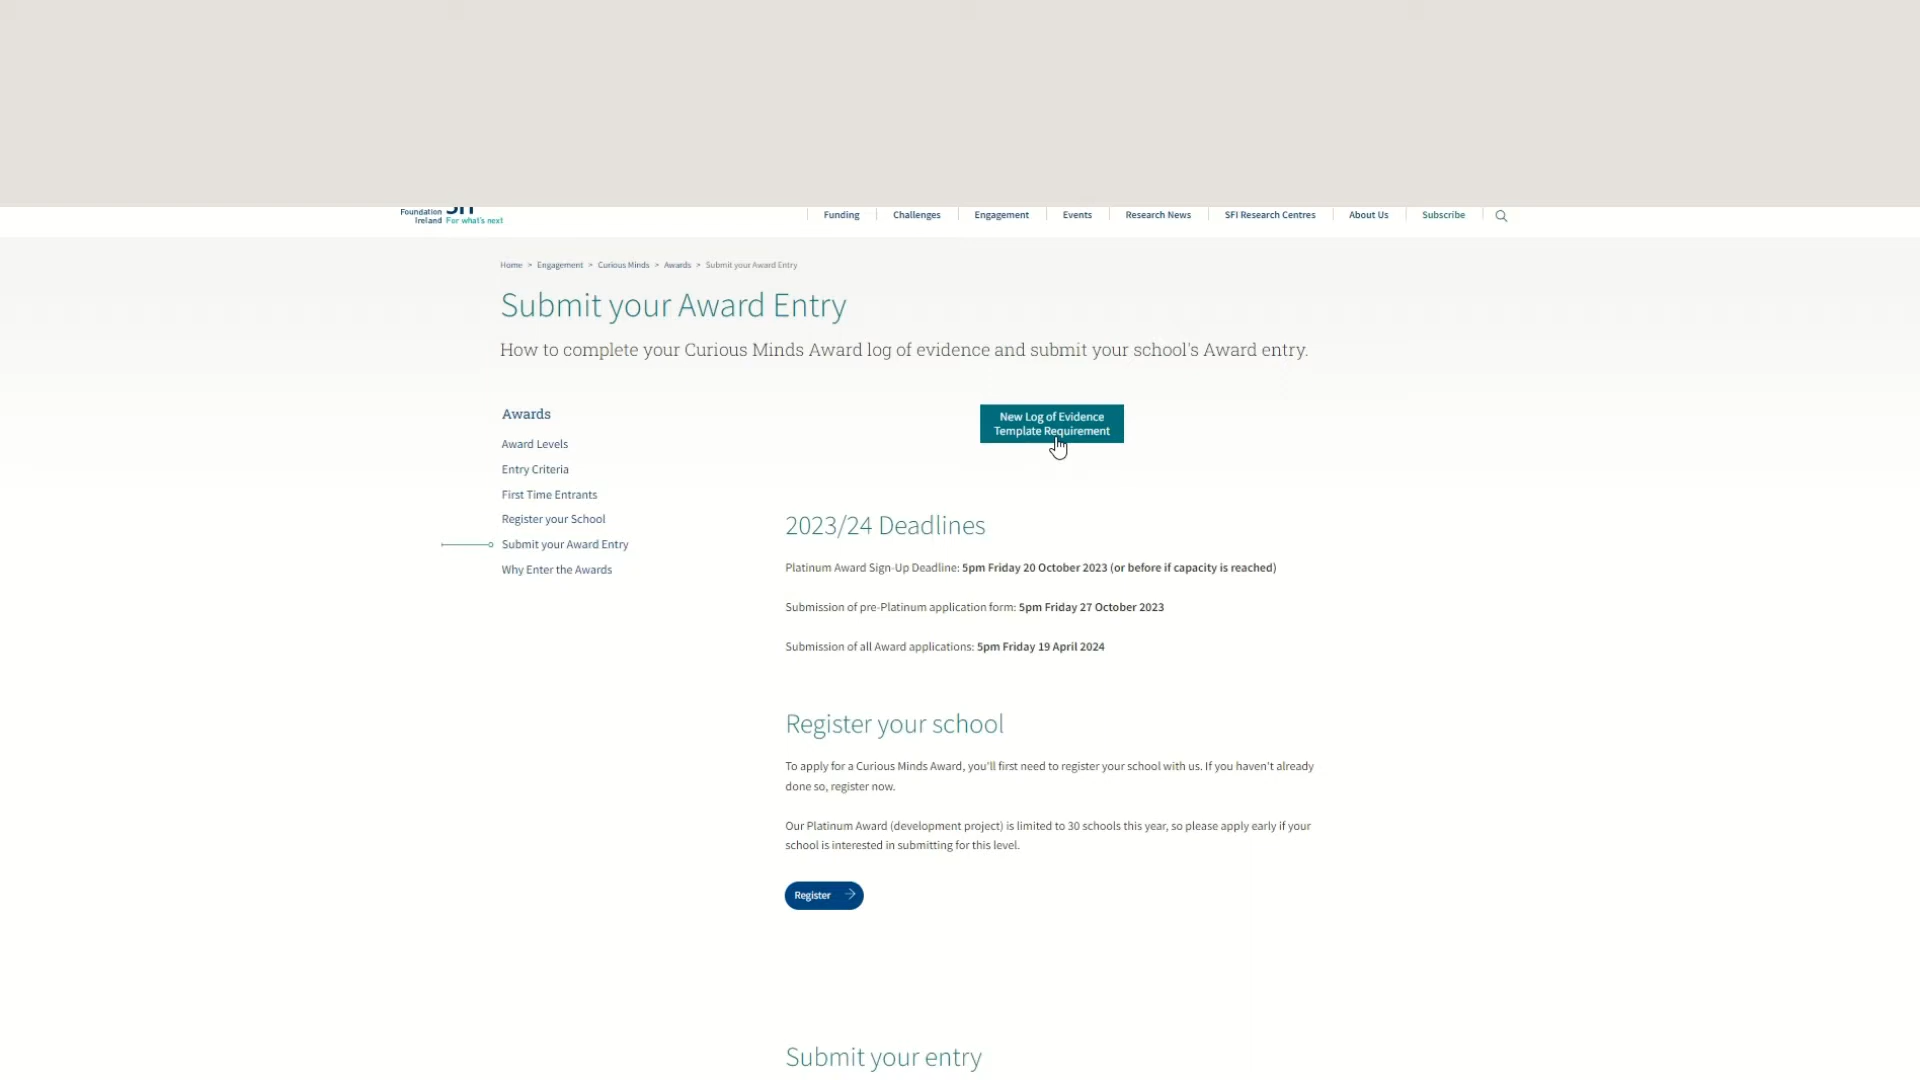 Foundation
Ireland For what's next
Funding
Challenges
Engagement
Events
Research News
SFI Research Centres
About Us
Subscribe
Home > Engagement > Curious Minds > Awards > Submit your Award Entry
Submit your Award Entry
How to complete your Curious Minds Award log of evidence and submit your school's Award entry.
Awards
Award Levels
Entry Criteria
First Time Entrants
Register your School
Submit your Award Entry
Why Enter the Awards
New Log of Evidence
Template Requirement
2023/24 Deadlines
Platinum Award Sign-Up Deadline: 5pm Friday 20 October 2023 (or before if capacity is reached)
Submission of pre-Platinum application form: 5pm Friday 27 October 2023
Submission of all Award applications: 5pm Friday 19 April 2024
Register your school
To apply for a Curious Minds Award, you'll first need to register your school with us. If you haven't already
done so, register now.
Our Platinum Award (development project) is limited to 30 schools this year, so please apply early if your
school is interested in submitting for this level.
Register
Submit your entry